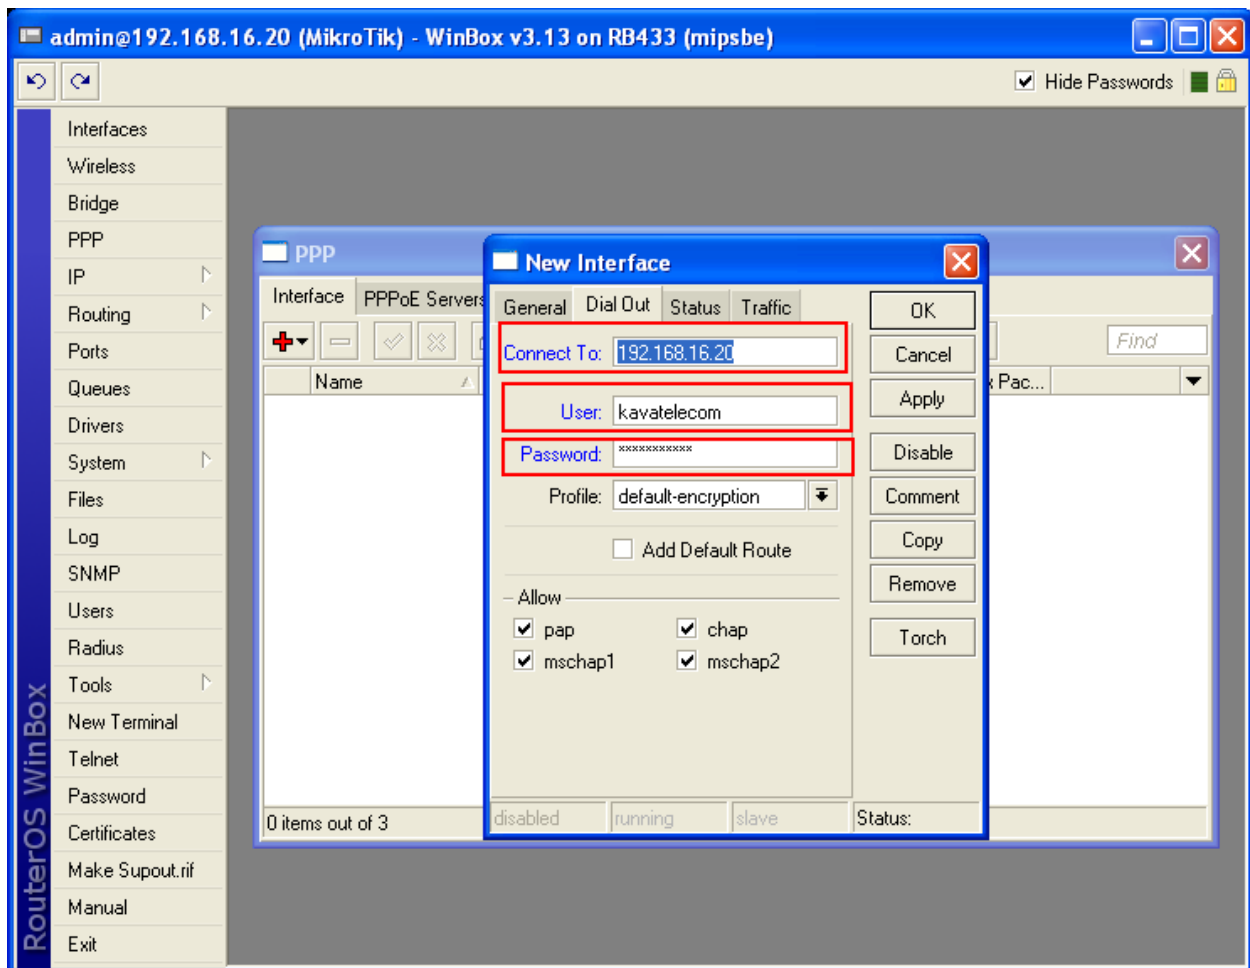 admin@192.168.16.20 (MikroTik) - WinBox v3.13 on RB433 (mipsbe)
Hide Passwords
Interfaces
Wireless
Bridge
PPP
IP
Routing
Ports
Queues
Drivers
System
Files
Log
SNMP
Users
Radius
Tools
New Terminal
Telnet
Password
Certificates
Make Supout.rif
Manual
Exit
RouterOS WinBox
PPP
Interface PPPoE Servers
Find
Name
Pac...
0 items out of 3
New Interface
General Dial Out Status Traffic
Connect To: 192.168.16.20
User: kavatelecom
Password: ***********
Profile: default-encryption
Add Default Route
Allow
pap chap
mschap1 mschap2
OK
Cancel
Apply
Disable
Comment
Copy
Remove
Torch
disabled running slave Status: